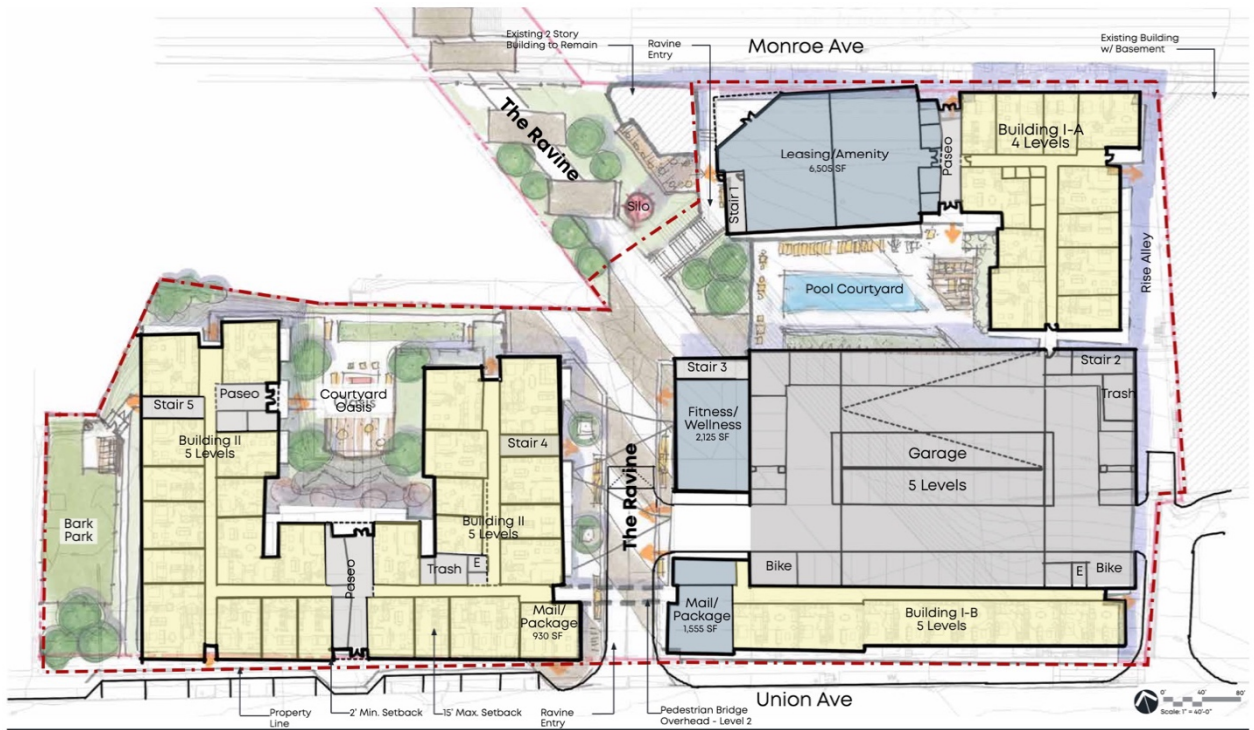 Existing 2 Story
Building to Remain
Ravine
Entry
Monroe Ave
Existing Building
w/ Basement
The Ravine
Silo
Stair 1
Leasing/Amenity
6,505 SF
Paseo
Building I-A
4 Levels
Rise Alley
Pool Courtyard
Stair 3
Fitness/
Wellness
2,125 SF
Stair 2
Trash
Garage
5 Levels
Bike
E
Bike
Mail/
Package
1,555 SF
Building I-B
5 Levels
The Ravine
Stair 5
Paseo
Building II
5 Levels
Courtyard
Oasis
Stair 4
Building II
5 Levels
Trash
E
Paseo
Mail/
Package
930 SF
Bark
Park
Property
Line
2' Min. Setback
15' Max. Setback
Ravine
Entry
Pedestrian Bridge
Overhead - Level 2
Union Ave
0' 40' 80'
Scale: 1" = 40'-0"